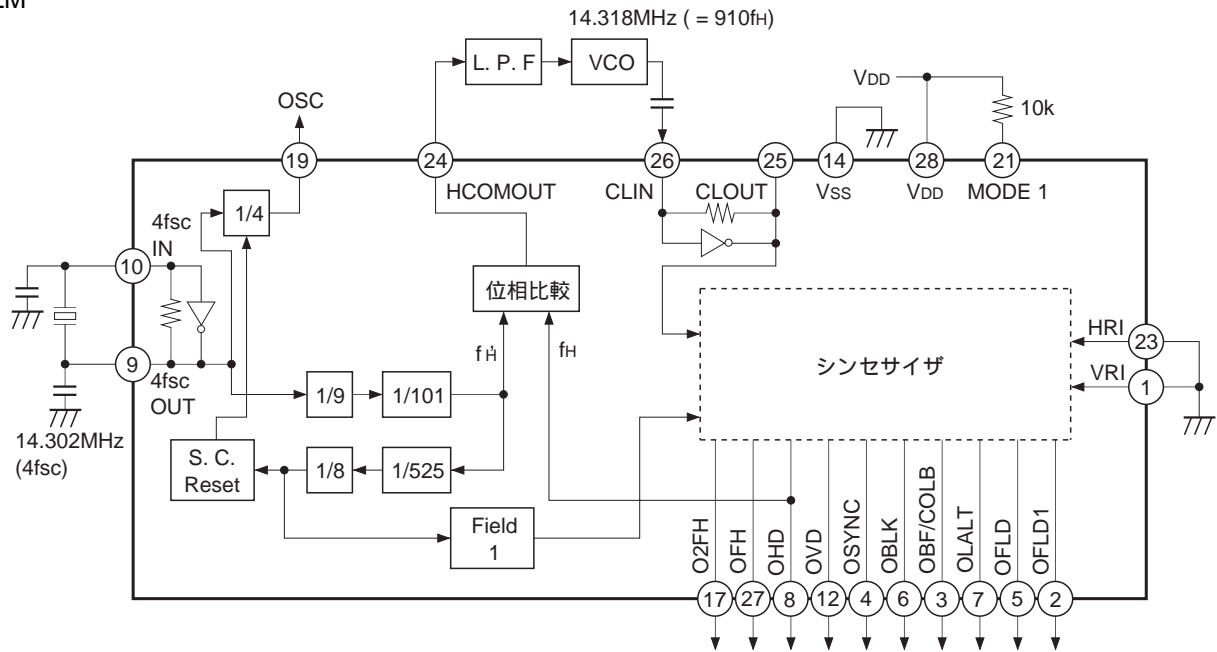 LM
14.318MHz ( = 910fH)
L. P. F
VCO
VDD
10k
OSC
19
24
26
25
14
28
21
HCOMOUT
CLIN
CLOUT
VSS
VDD
MODE 1
1/4
4fsc
IN
10
位相比較
9
4fsc
OUT
fH'
fH
シンセサイザ
HRI
23
VRI
1
14.302MHz
(4fsc)
1/9
1/101
S. C.
Reset
1/8
1/525
Field
1
O2FH
OFH
OHD
OVD
OSYNC
OBLK
OBF/COLB
OLALT
OFLD
OFLD1
17
27
8
12
4
6
3
7
5
2